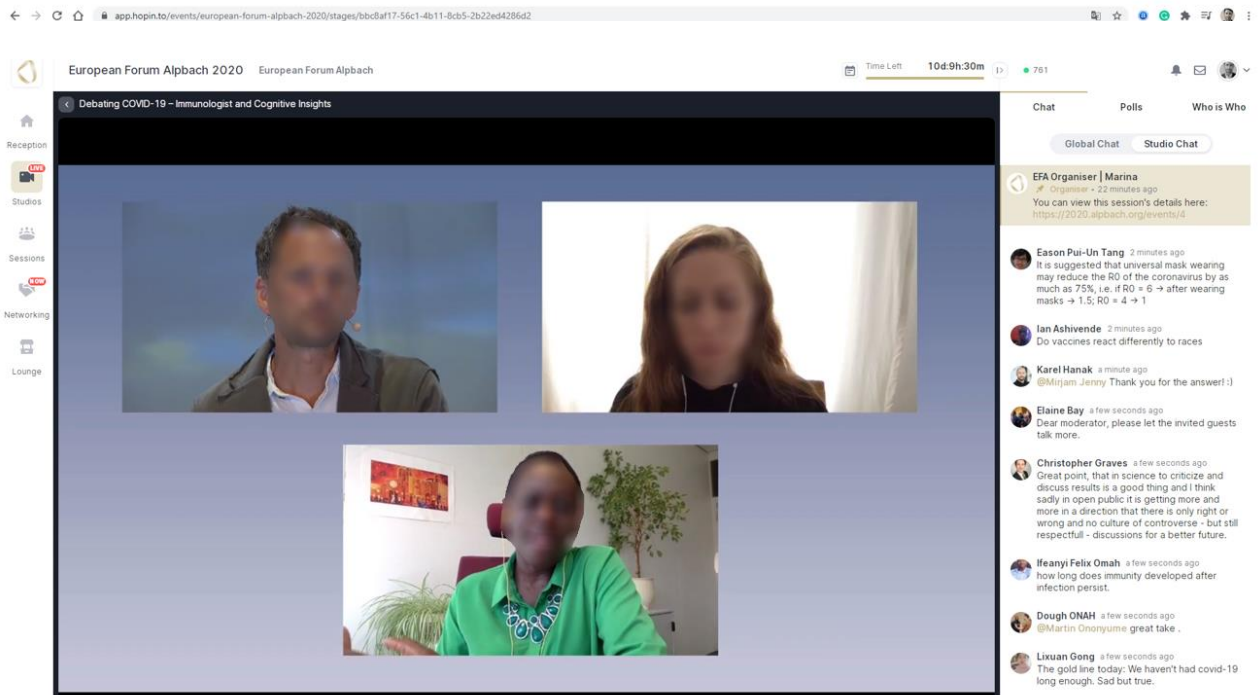 app.hopin.to/events/european-forum-alpbach-2020/stages/bbc8af17-56c1-4b11-8cb5-2b22ed4286d2
European Forum Alpbach 2020 European Forum Alpbach
Time Left 10d:9h:30m
761
Debating COVID-19 – Immunologist and Cognitive Insights
Reception
LIVE
Studios
Sessions
NOW
Networking
Lounge
Chat Polls Who is Who
Global Chat Studio Chat
EFA Organiser | Marina
Organiser • 22 minutes ago
You can view this session's details here:
https://2020.alpbach.org/events/4
Eason Pui-Un Tang 2 minutes ago
It is suggested that universal mask wearing
may reduce the R0 of the coronavirus by as
much as 75%, i.e. if R0 = 6 → after wearing
masks → 1.5; R0 = 4 → 1
Ian Ashivende 2 minutes ago
Do vaccines react differently to races
Karel Hanak a minute ago
@Mirjam Jenny Thank you for the answer! :)
Elaine Bay a few seconds ago
Dear moderator, please let the invited guests
talk more.
Christopher Graves a few seconds ago
Great point, that in science to criticize and
discuss results is a good thing and I think
sadly in open public it is getting more and
more in a direction that there is only right or
wrong and no culture of controverse - but still
respectfull - discussions for a better future.
Ifeanyi Felix Omah a few seconds ago
how long does immunity developed after
infection persist.
Dough ONAH a few seconds ago
@Martin Ononyume great take .
Lixuan Gong a few seconds ago
The gold line today: We haven't had covid-19
long enough. Sad but true.